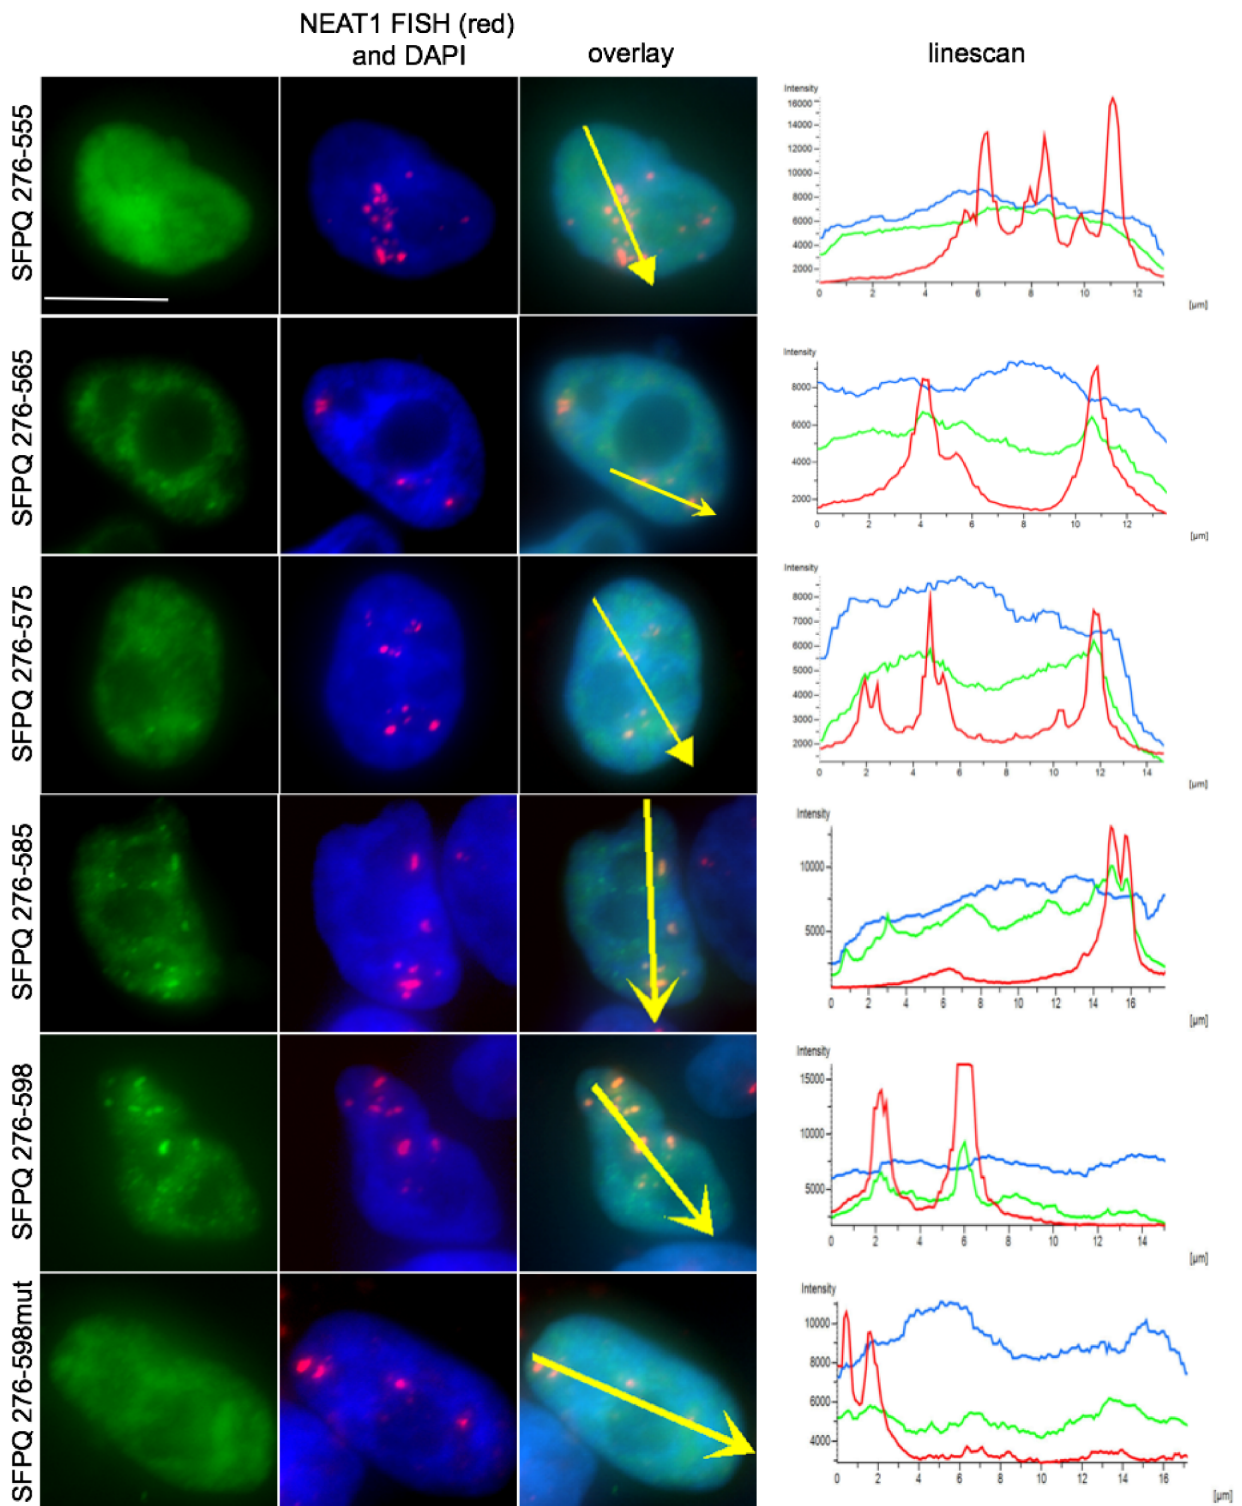 NEAT1 FISH (red)
and DAPI
overlay
linescan
SFPQ 276-555
Intensity
16000
14000
12000
10000
8000
6000
4000
2000
0 2 4 6 8 10 12
[µm]
SFPQ 276-565
Intensity
8000
6000
4000
2000
0 2 4 6 8 10 12
[µm]
SFPQ 276-575
Intensity
8000
7000
6000
5000
4000
3000
2000
0 2 4 6 8 10 12 14
[µm]
SFPQ 276-585
Intensity
10000
5000
0 2 4 6 8 10 12 14 16
[µm]
SFPQ 276-598
Intensity
15000
10000
5000
0 2 4 6 8 10 12 14
[µm]
SFPQ 276-598mut
Intensity
10000
8000
6000
4000
0 2 4 6 8 10 12 14 16
[µm]